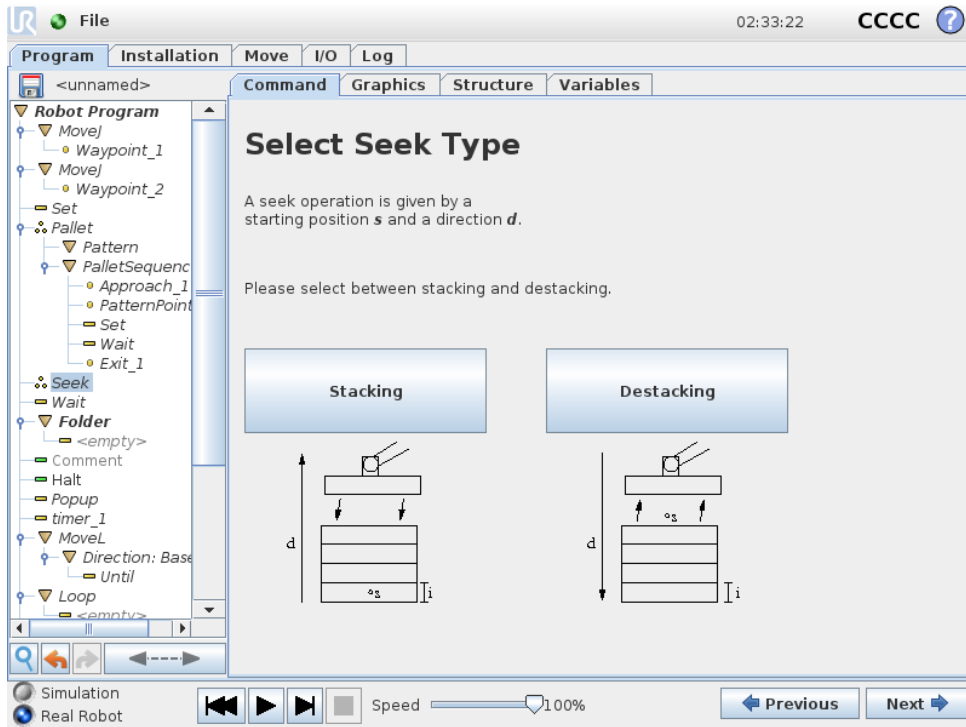 UR File 02:33:22 CCCC ?
Program Installation Move I/O Log
<unnamed> Command Graphics Structure Variables
Robot Program
MoveJ
Waypoint_1
MoveJ
Waypoint_2
Set
Pallet
Pattern
PalletSequenc
Approach_1
PatternPoint
Set
Wait
Exit_1
Seek
Wait
Folder
<empty>
Comment
Halt
Popup
timer_1
MoveL
Direction: Base
Until
Loop
<empty>
Select Seek Type
A seek operation is given by a
starting position s and a direction d.
Please select between stacking and destacking.
Stacking Destacking
d s i
d s i
Simulation
Real Robot
Speed 100%
Previous Next